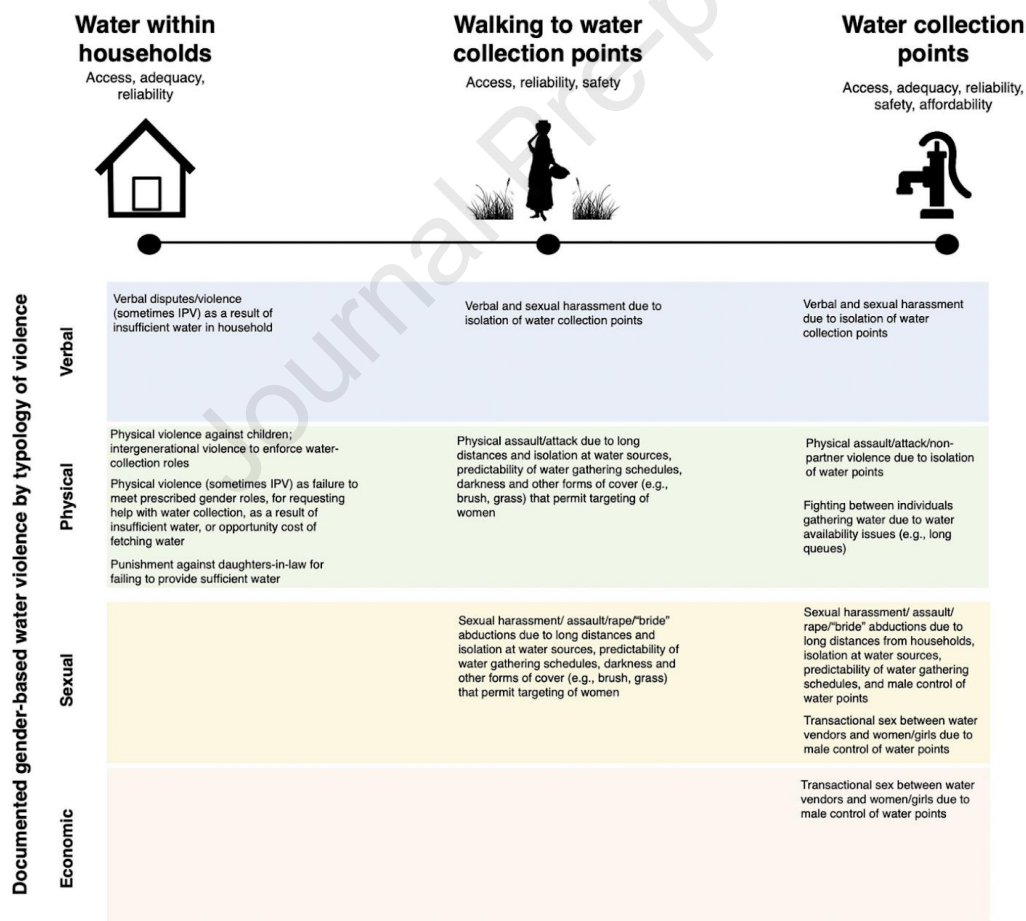 Water within
households
Access, adequacy,
reliability
Walking to water
collection points
Access, reliability, safety
Water collection
points
Access, adequacy, reliability,
safety, affordability
Journal Pre-p
Documented gender-based water violence by typology of violence
Verbal
Verbal disputes/violence
(sometimes IPV) as a result of
insufficient water in household
Verbal and sexual harassment due to
isolation of water collection points
Verbal and sexual harassment
due to isolation of water
collection points
Physical
Physical violence against children;
intergenerational violence to enforce water-
collection roles
Physical violence (sometimes IPV) as failure to
meet prescribed gender roles, for requesting
help with water collection, as a result of
insufficient water, or opportunity cost of
fetching water
Punishment against daughters-in-law for
failing to provide sufficient water
Physical assault/attack due to long
distances and isolation at water sources,
predictability of water gathering schedules,
darkness and other forms of cover (e.g.,
brush, grass) that permit targeting of
women
Physical assault/attack/non-
partner violence due to isolation
of water points
Fighting between individuals
gathering water due to water
availability issues (e.g., long
queues)
Sexual
Sexual harassment/ assault/rape/“bride”
abductions due to long distances and
isolation at water sources, predictability of
water gathering schedules, darkness and
other forms of cover (e.g., brush, grass)
that permit targeting of women
Sexual harassment/ assault/
rape/“bride” abductions due to
long distances from households,
isolation at water sources,
predictability of water gathering
schedules, and male control of
water points
Transactional sex between water
vendors and women/girls due to
male control of water points
Economic
Transactional sex between water
vendors and women/girls due to
male control of water points